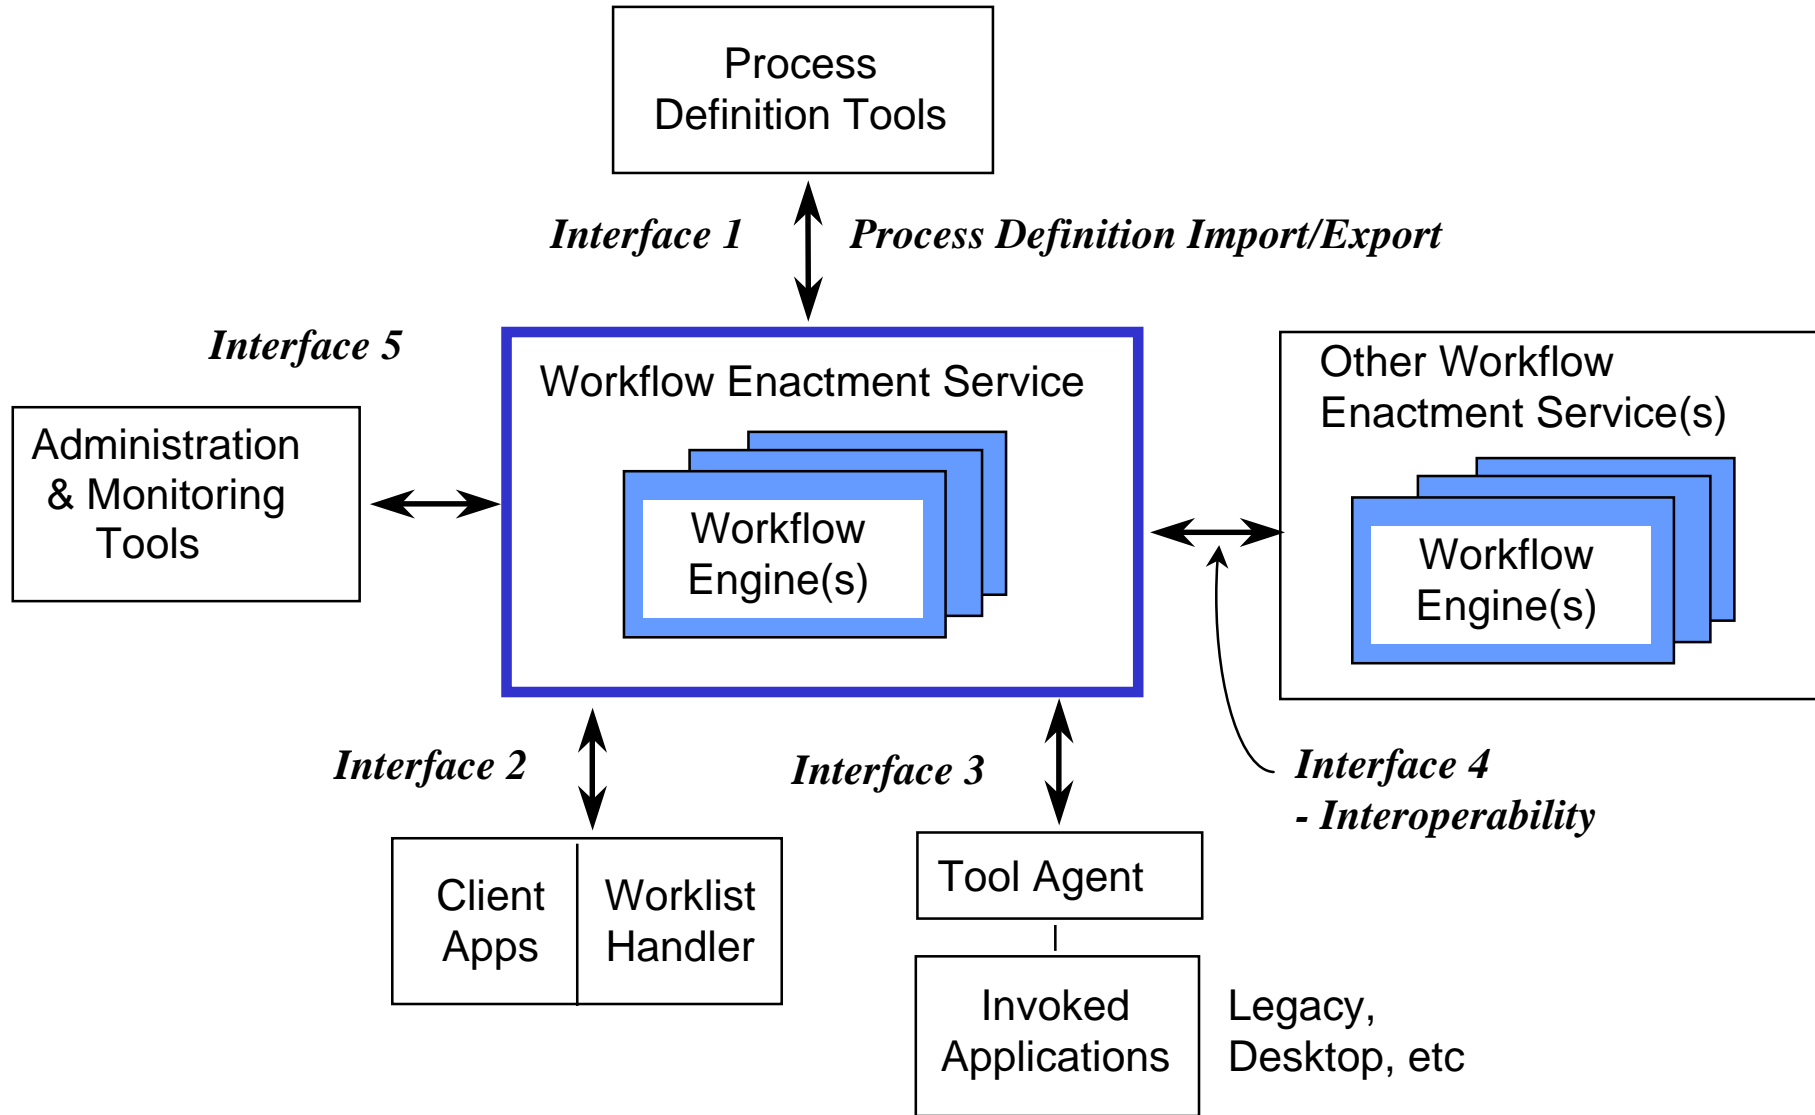 Process
Definition Tools
Interface 1
Process Definition Import/Export
Interface 5
Workflow Enactment Service
Other Workflow
Enactment Service(s)
Administration
& Monitoring
Tools
Workflow
Engine(s)
Workflow
Engine(s)
Interface 2
Interface 3
Interface 4
- Interoperability
Client
Apps
Worklist
Handler
Tool Agent
Invoked
Applications
Legacy,
Desktop, etc